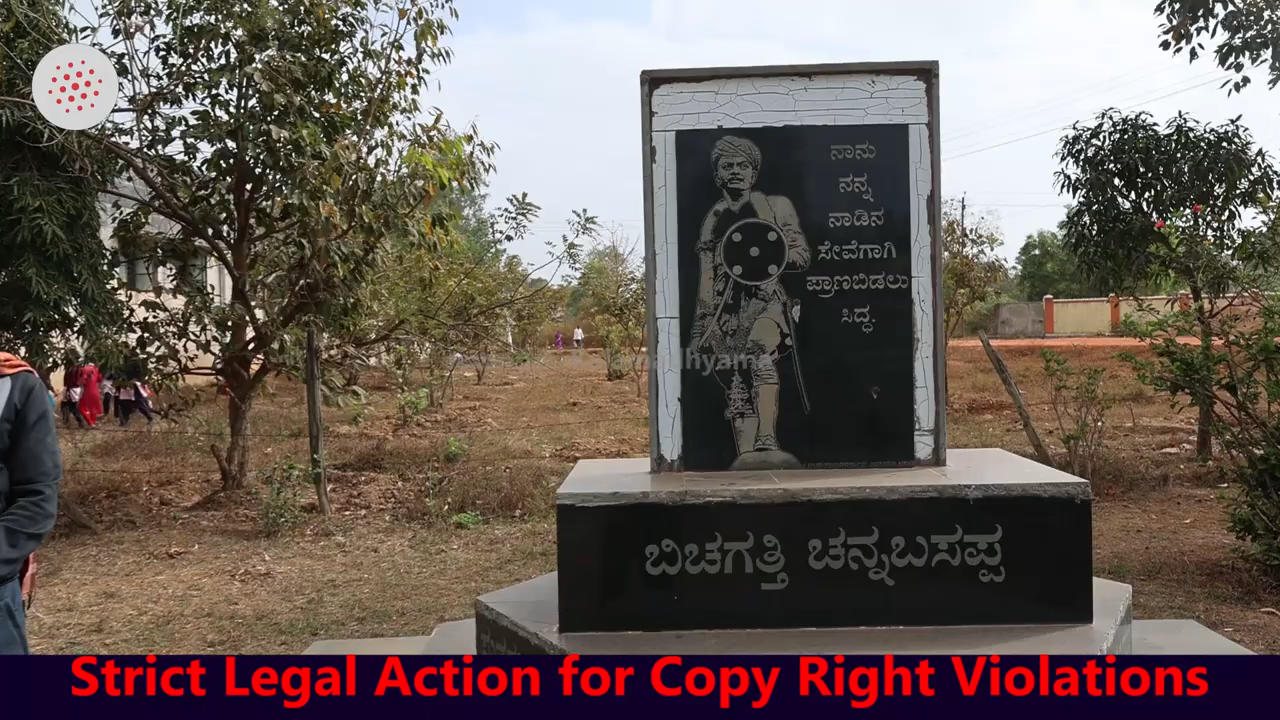 ನಾನು
ನನ್ನ
ನಾಡಿನ
ಸೇವೆಗಾಗಿ
ಪ್ರಾಣಬಿಡಲು
ಸಿದ್ಧ.
ಬಿಚಗತ್ತಿ ಚನ್ನಬಸಪ್ಪ
Strict Legal Action for Copy Right Violations